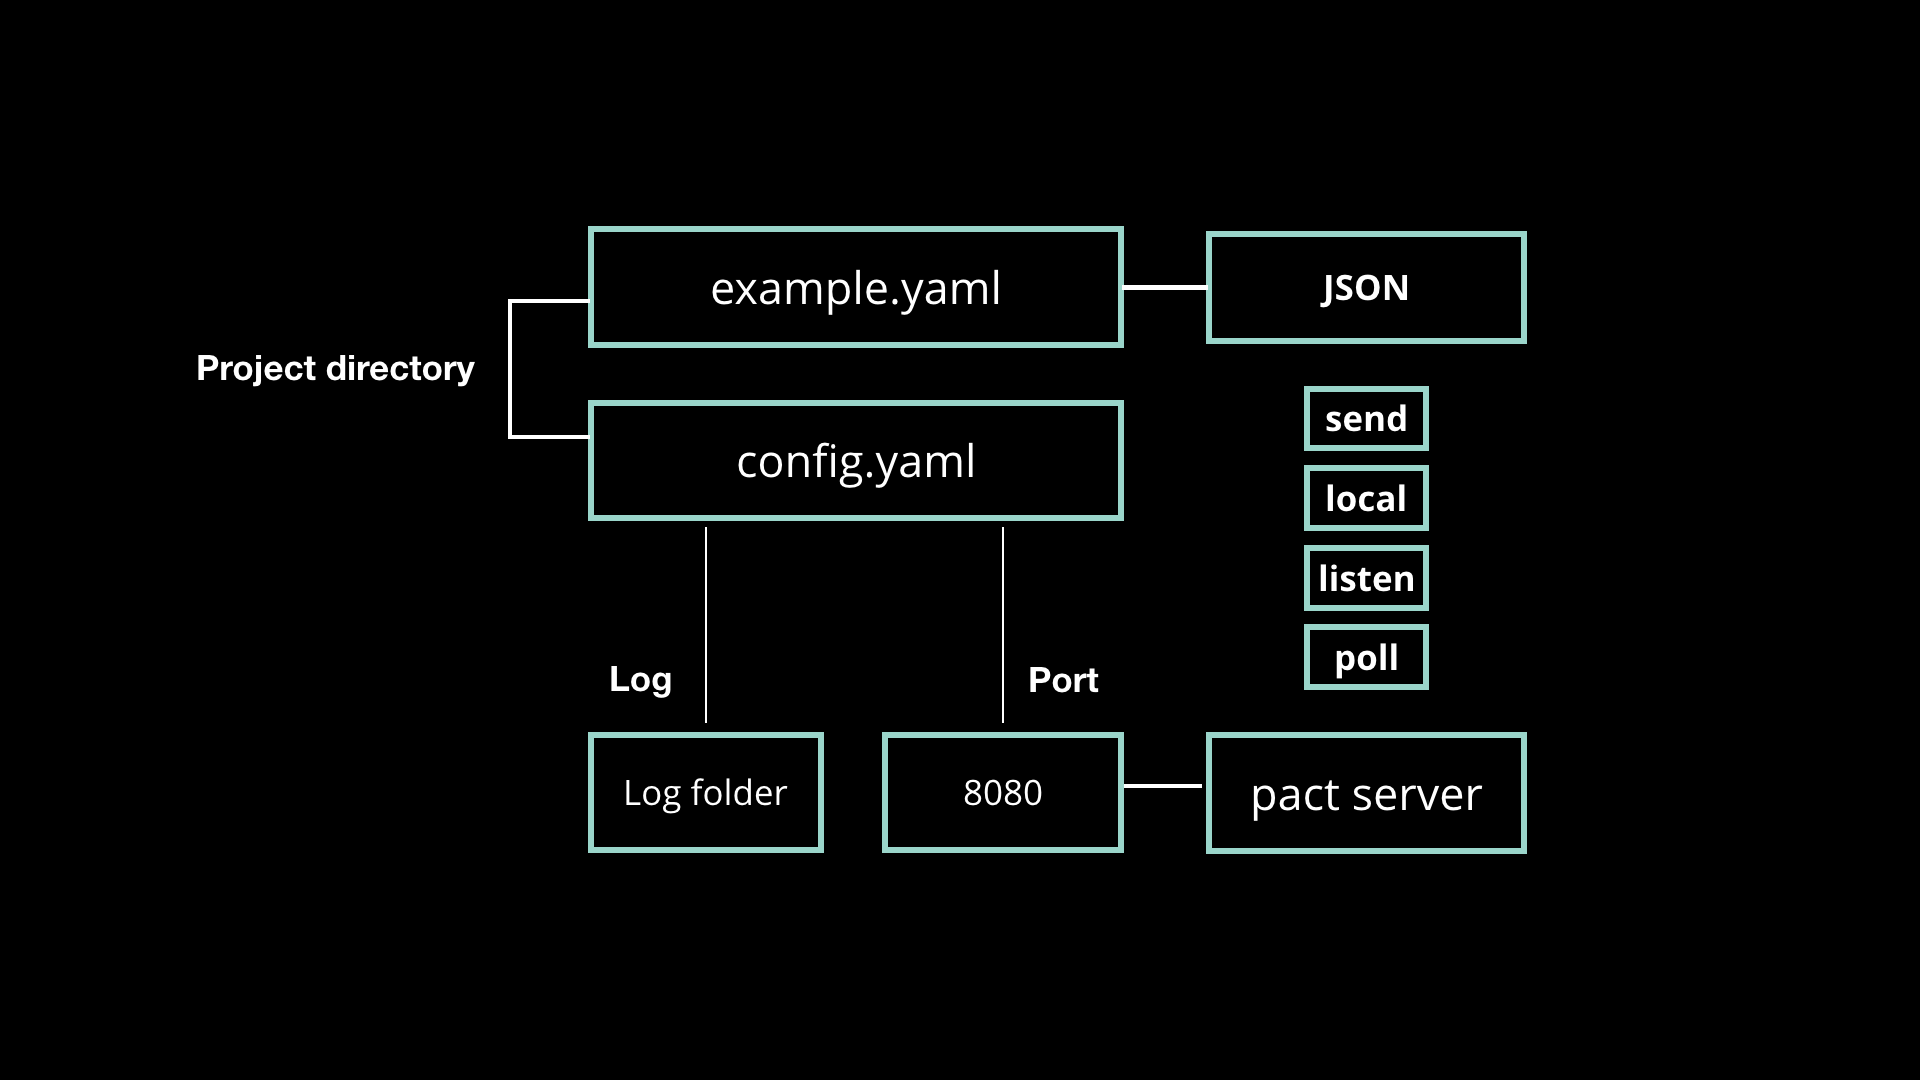 example.yaml
JSON
Project directory
config.yaml
send
local
listen
poll
Log
Port
Log folder
8080
pact server